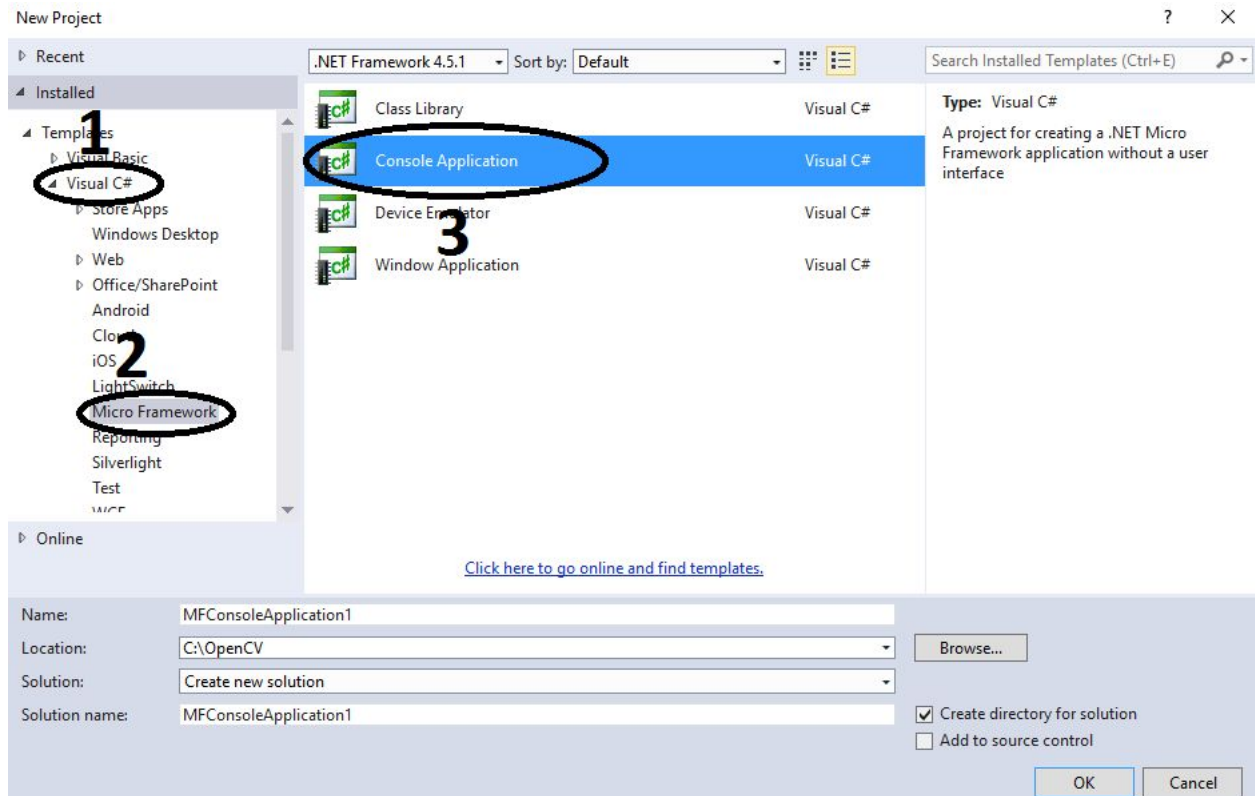 New Project
?
Recent
Installed
Templates
Visual Basic
Visual C#
Store Apps
Windows Desktop
Web
Office/SharePoint
Android
Cloud
iOS
LightSwitch
Micro Framework
Reporting
Silverlight
Test
WCF
Online
1
2
.NET Framework 4.5.1
Sort by: Default
C# Class Library Visual C#
C# Console Application Visual C#
C# Device Emulator Visual C#
3
C# Window Application Visual C#
Click here to go online and find templates.
Search Installed Templates (Ctrl+E)
Type: Visual C#
A project for creating a .NET Micro
Framework application without a user
interface
Name: MFConsoleApplication1
Location: C:\OpenCV
Browse...
Solution: Create new solution
Solution name: MFConsoleApplication1
Create directory for solution
Add to source control
OK Cancel